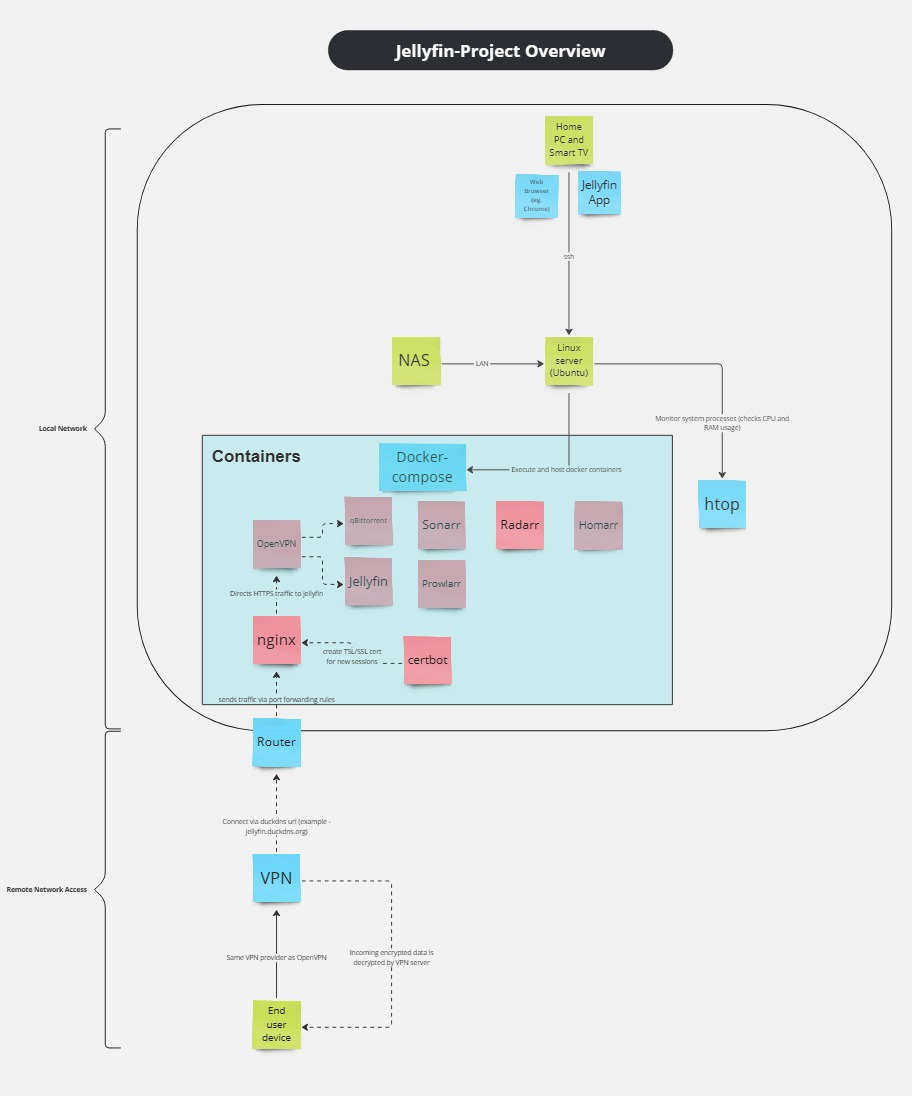 Jellyfin-Project Overview
Home
PC and
Smart TV
Web
Browser
(eg.
Chrome)
Jellyfin
App
ssh
NAS
LAN
Linux
server
(Ubuntu)
Monitor system processes (checks CPU and
RAM usage)
Local Network
Containers
Docker-
compose
Execute and host docker containers
htop
qBittorrent
Sonarr
Radarr
Homarr
OpenVPN
Jellyfin
Prowlarr
Directs HTTPS traffic to jellyfin
nginx
create TSL/SSL cert
for new sessions
certbot
sends traffic via port forwarding rules
Router
Connect via duckdns url (example -
jellyfin.duckdns.org)
VPN
Remote Network Access
Same VPN provider as OpenVPN
Incoming encrypted data is
decrypted by VPN server
End
user
device